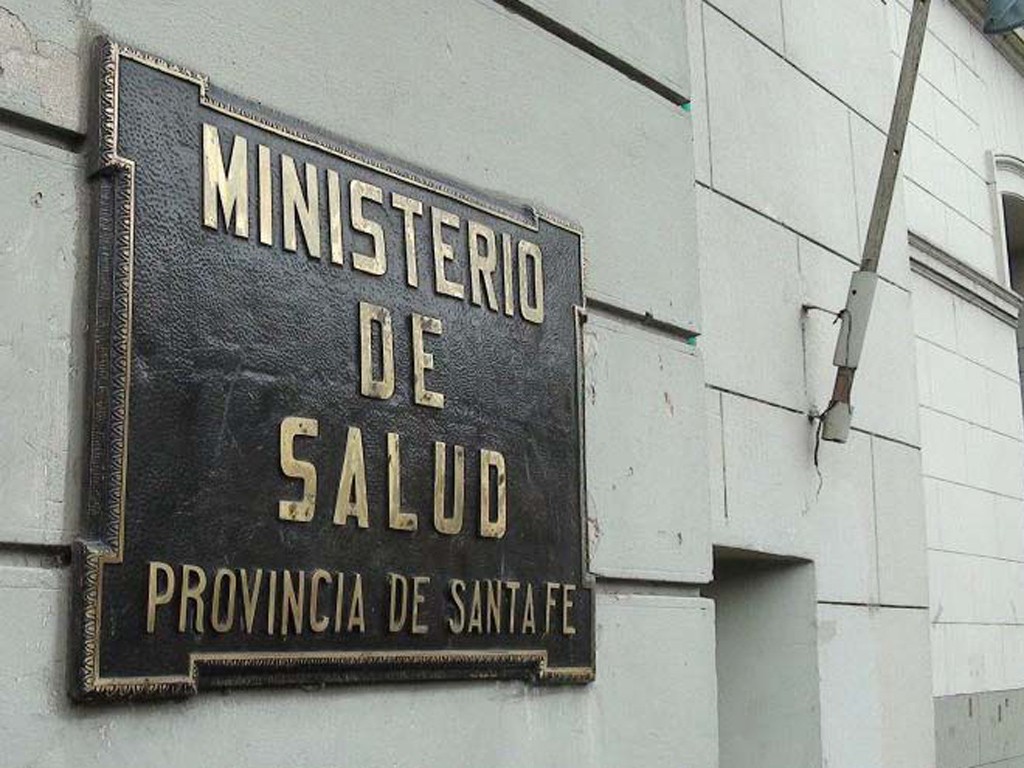 MINISTERIO
DE
SALUD
PROVINCIA DE SANTA FE